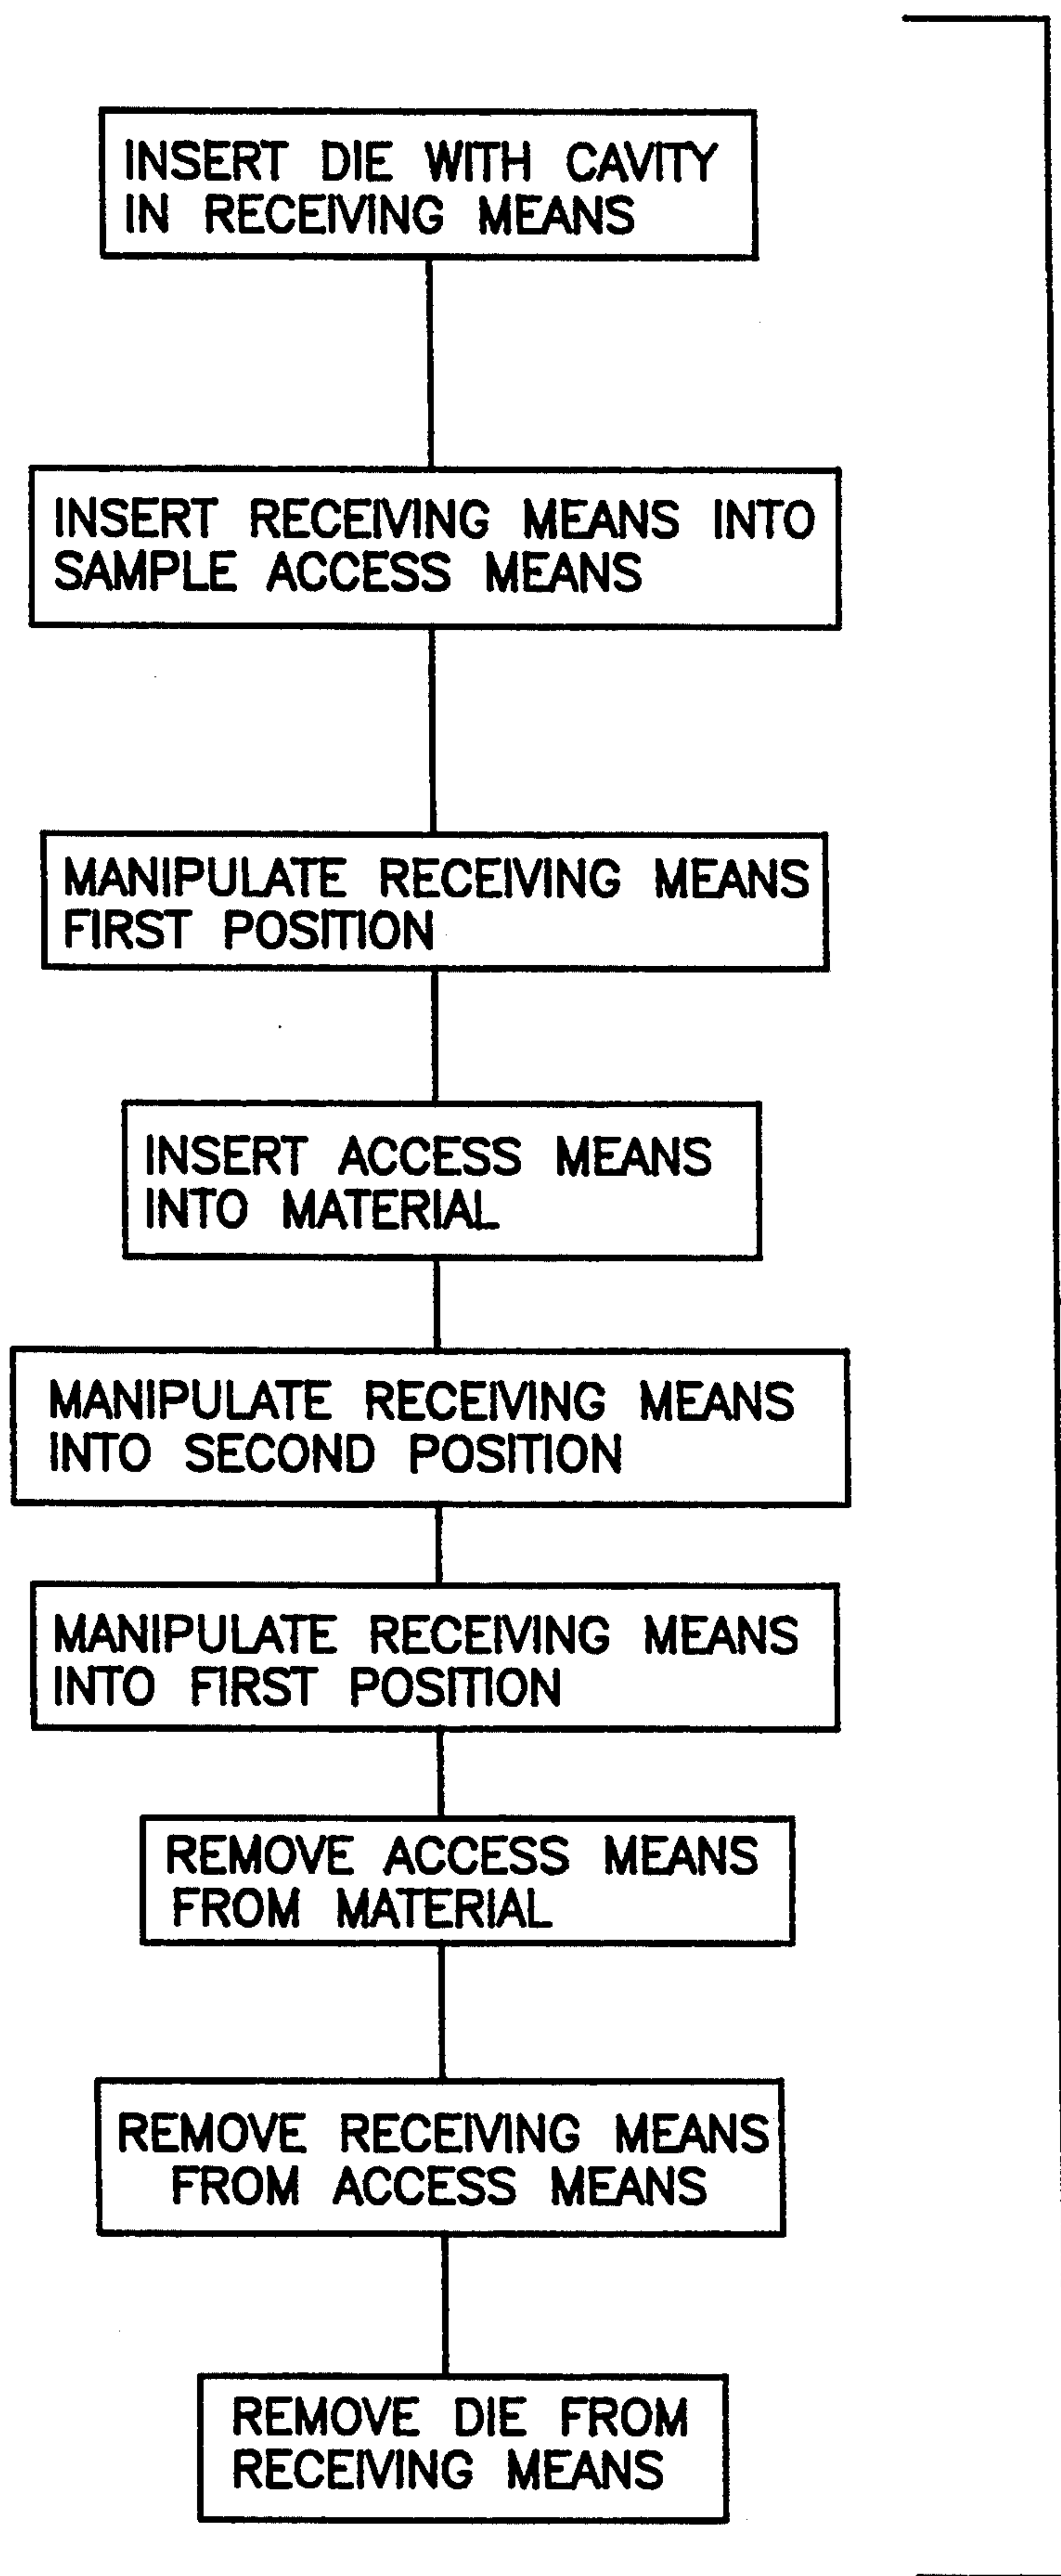 INSERT DIE WITH CAVITY
IN RECEIVING MEANS
INSERT RECEIVING MEANS INTO
SAMPLE ACCESS MEANS
MANIPULATE RECEIVING MEANS
FIRST POSITION
INSERT ACCESS MEANS
INTO MATERIAL
MANIPULATE RECEIVING MEANS
INTO SECOND POSITION
MANIPULATE RECEIVING MEANS
INTO FIRST POSITION
REMOVE ACCESS MEANS
FROM MATERIAL
REMOVE RECEIVING MEANS
FROM ACCESS MEANS
REMOVE DIE FROM
RECEIVING MEANS